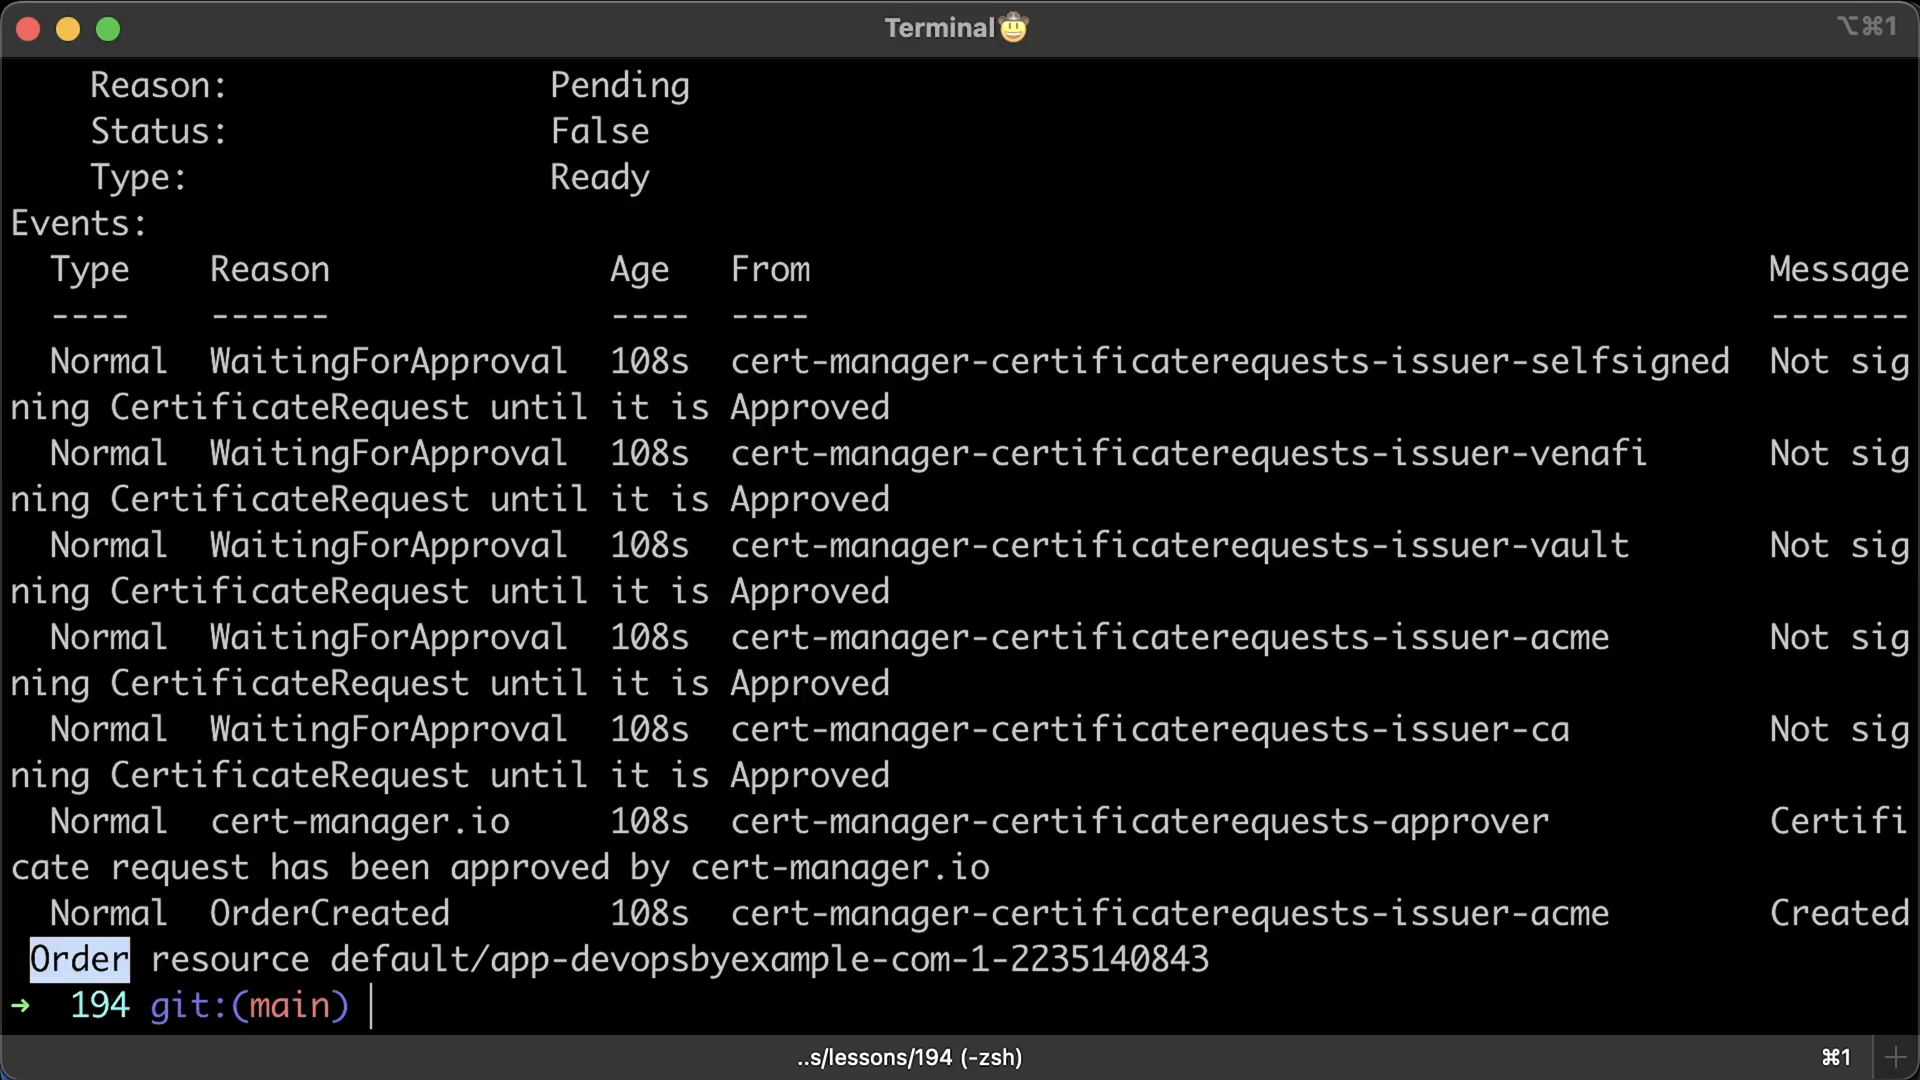 Terminal🤠 ⌥⌘1
Reason: Pending
Status: False
Type: Ready
Events:
Type Reason Age From Message
---- ------ ---- ---- -------
Normal WaitingForApproval 108s cert-manager-certificaterequests-issuer-selfsigned Not sig
ning CertificateRequest until it is Approved
Normal WaitingForApproval 108s cert-manager-certificaterequests-issuer-venafi Not sig
ning CertificateRequest until it is Approved
Normal WaitingForApproval 108s cert-manager-certificaterequests-issuer-vault Not sig
ning CertificateRequest until it is Approved
Normal WaitingForApproval 108s cert-manager-certificaterequests-issuer-acme Not sig
ning CertificateRequest until it is Approved
Normal WaitingForApproval 108s cert-manager-certificaterequests-issuer-ca Not sig
ning CertificateRequest until it is Approved
Normal cert-manager.io 108s cert-manager-certificaterequests-approver Certifi
cate request has been approved by cert-manager.io
Normal OrderCreated 108s cert-manager-certificaterequests-issuer-acme Created
Order resource default/app-devopsbyexample-com-1-2235140843
→ 194 git:(main)
..s/lessons/194 (-zsh) ⌘1 +